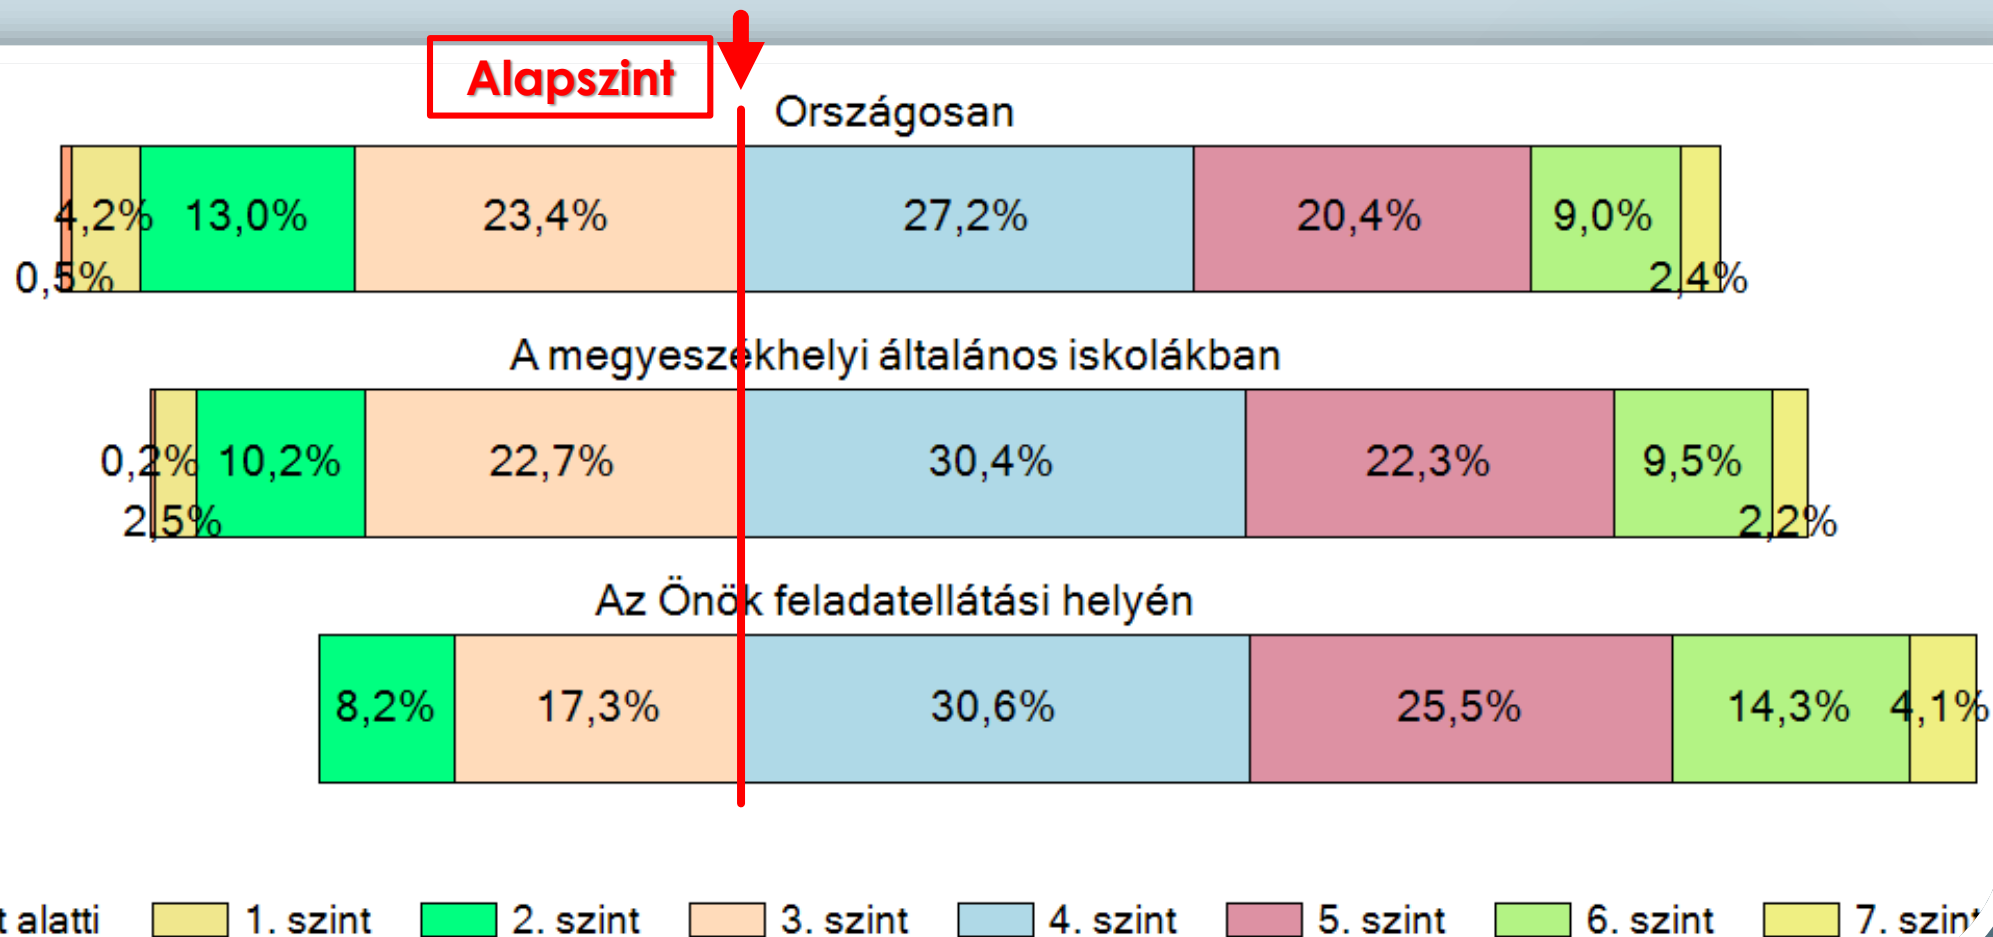 Alapszint
Országosan
4,2% 13,0% 23,4% 27,2% 20,4% 9,0%
0,5% 2,4%
A megyeszékhelyi általános iskolákban
0,2% 10,2% 22,7% 30,4% 22,3% 9,5%
2,5% 2,2%
Az Önök feladatellátási helyén
8,2% 17,3% 30,6% 25,5% 14,3% 4,1%
t alatti 1. szint 2. szint 3. szint 4. szint 5. szint 6. szint 7. szint